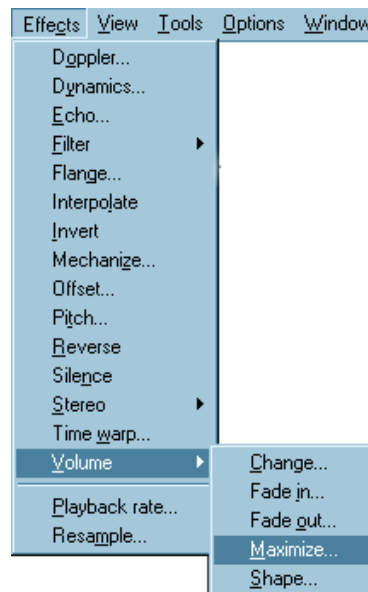 Effects View Tools Options Window
Doppler...
Dynamics...
Echo...
Filter
Flange...
Interpolate
Invert
Mechanize...
Offset...
Pitch...
Reverse
Silence
Stereo
Time warp...
Volume
Change...
Fade in...
Playback rate...
Fade out...
Resample...
Maximize...
Shape...